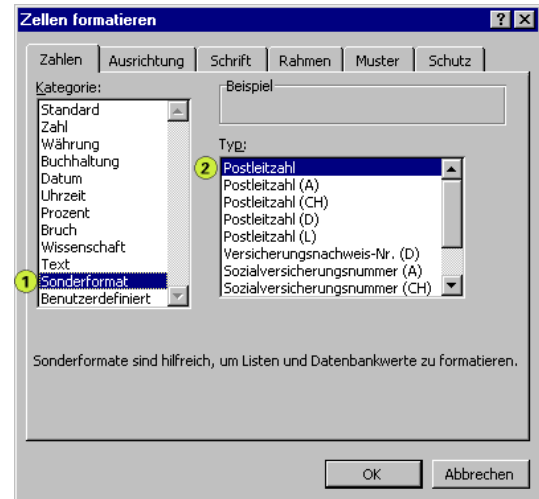 Zellen formatieren
Zahlen Ausrichtung Schrift Rahmen Muster Schutz
Kategorie:
Standard
Zahl
Währung
Buchhaltung
Datum
Uhrzeit
Prozent
Bruch
Wissenschaft
Text
1 Sonderformat
Benutzerdefiniert
Beispiel
Typ:
2 Postleitzahl
Postleitzahl (A)
Postleitzahl (CH)
Postleitzahl (D)
Postleitzahl (L)
Versicherungsnachweis-Nr. (D)
Sozialversicherungsnummer (A)
Sozialversicherungsnummer (CH)
Sonderformate sind hilfreich, um Listen und Datenbankwerte zu formatieren.
OK Abbrechen